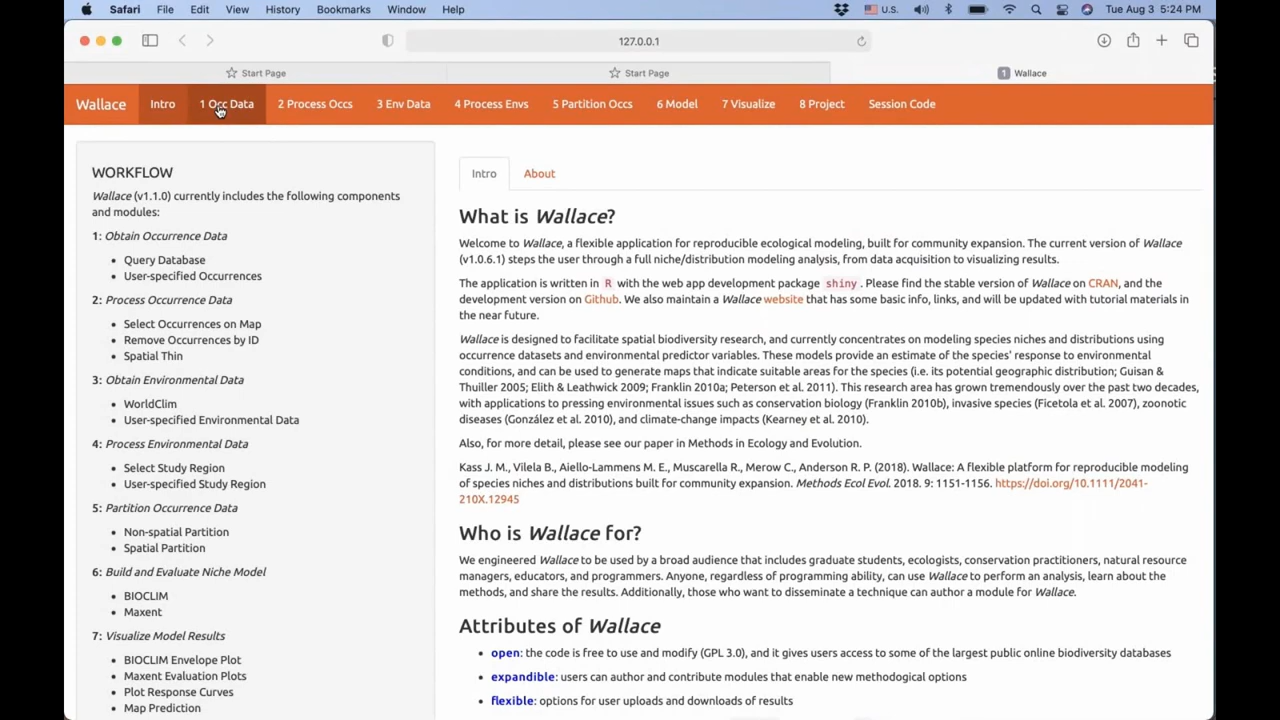 Safari File Edit View History Bookmarks Window Help U.S. Tue Aug 3 5:24 PM
127.0.0.1
Start Page Start Page 1 Wallace
Wallace Intro 1 Occ Data 2 Process Occs 3 Env Data 4 Process Envs 5 Partition Occs 6 Model 7 Visualize 8 Project Session Code
WORKFLOW
Wallace (v1.1.0) currently includes the following components
and modules:
1: Obtain Occurrence Data
• Query Database
• User-specified Occurrences
2: Process Occurrence Data
• Select Occurrences on Map
• Remove Occurrences by ID
• Spatial Thin
3: Obtain Environmental Data
• WorldClim
• User-specified Environmental Data
4: Process Environmental Data
• Select Study Region
• User-specified Study Region
5: Partition Occurrence Data
• Non-spatial Partition
• Spatial Partition
6: Build and Evaluate Niche Model
• BIOCLIM
• Maxent
7: Visualize Model Results
• BIOCLIM Envelope Plot
• Maxent Evaluation Plots
• Plot Response Curves
• Map Prediction
Intro About
What is Wallace?
Welcome to Wallace, a flexible application for reproducible ecological modeling, built for community expansion. The current version of Wallace
(v1.0.6.1) steps the user through a full niche/distribution modeling analysis, from data acquisition to visualizing results.
The application is written in R with the web app development package shiny. Please find the stable version of Wallace on CRAN, and the
development version on Github. We also maintain a Wallace website that has some basic info, links, and will be updated with tutorial materials in
the near future.
Wallace is designed to facilitate spatial biodiversity research, and currently concentrates on modeling species niches and distributions using
occurrence datasets and environmental predictor variables. These models provide an estimate of the species' response to environmental
conditions, and can be used to generate maps that indicate suitable areas for the species (i.e. its potential geographic distribution; Guisan &
Thuiller 2005; Elith & Leathwick 2009; Franklin 2010a; Peterson et al. 2011). This research area has grown tremendously over the past two decades,
with applications to pressing environmental issues such as conservation biology (Franklin 2010b), invasive species (Ficetola et al. 2007), zoonotic
diseases (González et al. 2010), and climate-change impacts (Kearney et al. 2010).
Also, for more detail, please see our paper in Methods in Ecology and Evolution.
Kass J. M., Vilela B., Aiello-Lammens M. E., Muscarella R., Merow C., Anderson R. P. (2018). Wallace: A flexible platform for reproducible modeling
of species niches and distributions built for community expansion. Methods Ecol Evol. 2018. 9: 1151-1156. https://doi.org/10.1111/2041-
210X.12945
Who is Wallace for?
We engineered Wallace to be used by a broad audience that includes graduate students, ecologists, conservation practitioners, natural resource
managers, educators, and programmers. Anyone, regardless of programming ability, can use Wallace to perform an analysis, learn about the
methods, and share the results. Additionally, those who want to disseminate a technique can author a module for Wallace.
Attributes of Wallace
• open: the code is free to use and modify (GPL 3.0), and it gives users access to some of the largest public online biodiversity databases
• expandible: users can author and contribute modules that enable new methodological options
• flexible: options for user uploads and downloads of results